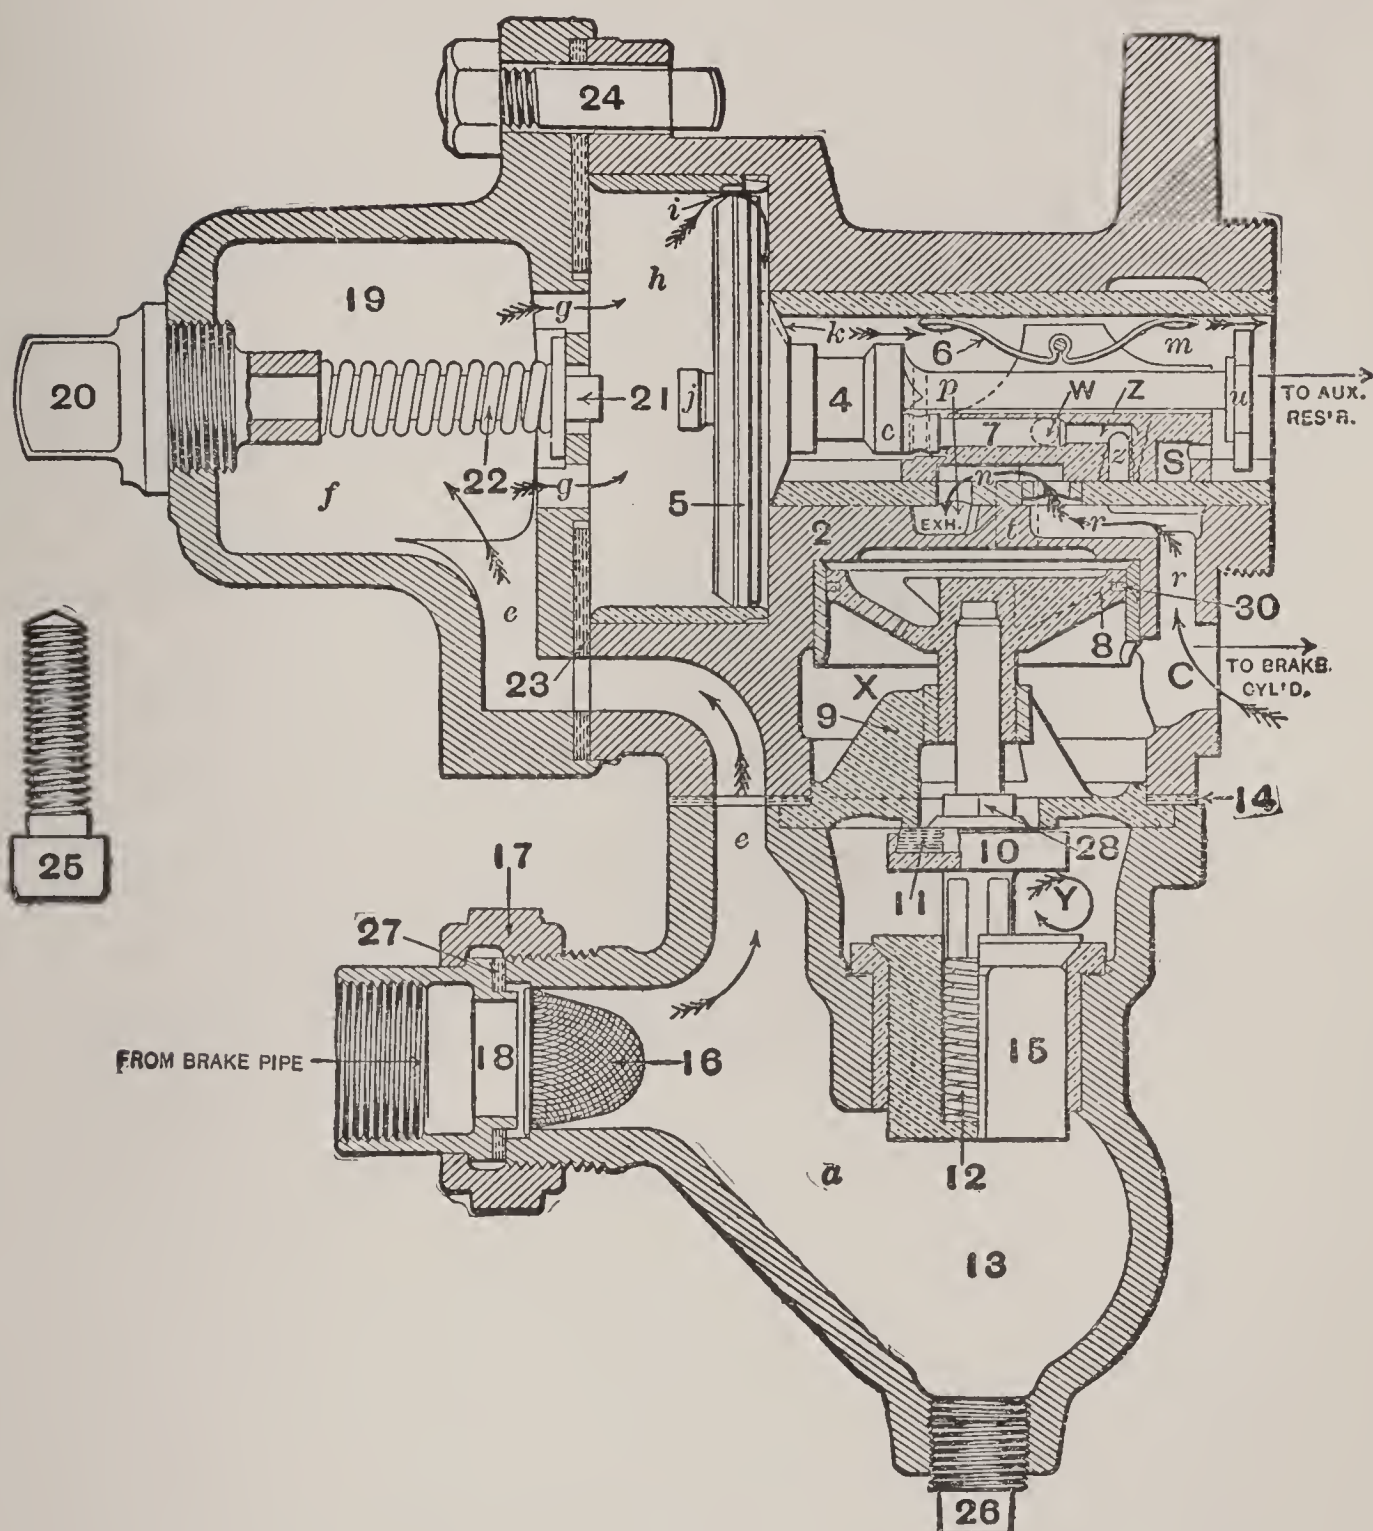 24
i
h
19
g
k
6
m
20
21
j
4
p
W
Z
u
TO AUX.
RES'R.
c
7
f
22
g
5
z
S
n
EXH.
t
r
2
r
30
e
8
23
X
C
TO BRAKE.
CYL'D.
9
14
25
e
10
28
17
11
Y
27
FROM BRAKE PIPE
18
16
15
a
12
13
26